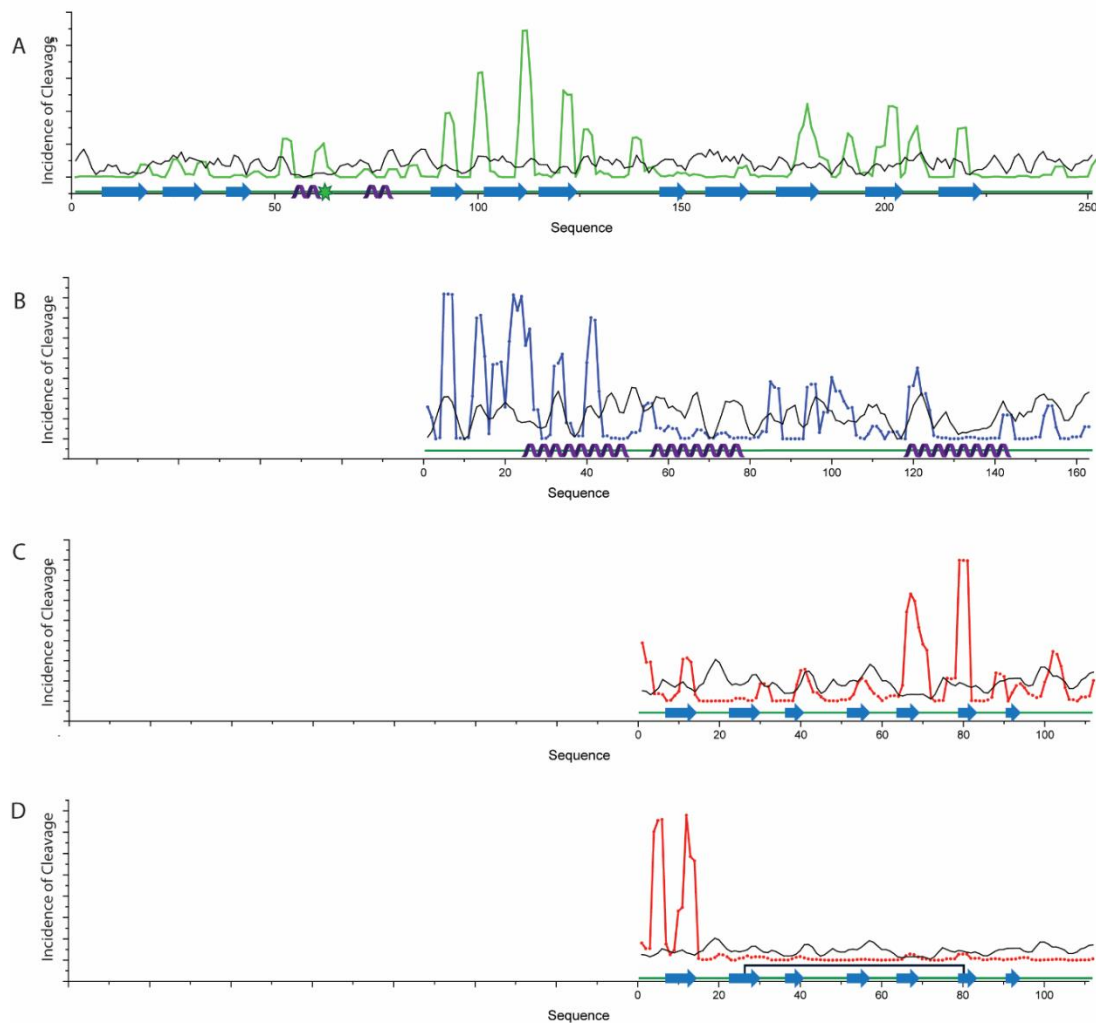 A
Incidence of Cleavage
0 50 100 150 200 250
Sequence
B
Incidence of Cleavage
0 20 40 60 80 100 120 140 160
Sequence
C
Incidence of Cleavage
0 20 40 60 80 100
Sequence
D
Incidence of Cleavage
0 20 40 60 80 100
Sequence